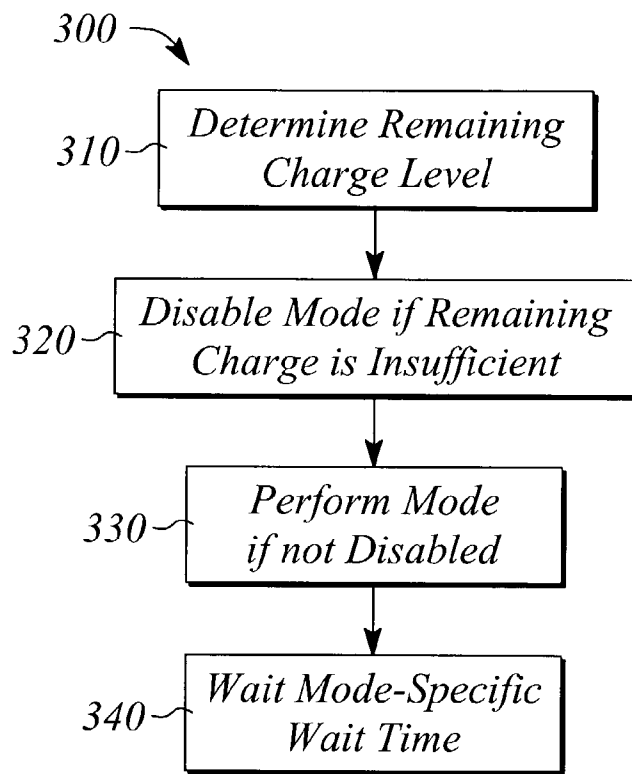 300
310
Determine Remaining
Charge Level
320
Disable Mode if Remaining
Charge is Insufficient
330
Perform Mode
if not Disabled
340
Wait Mode-Specific
Wait Time